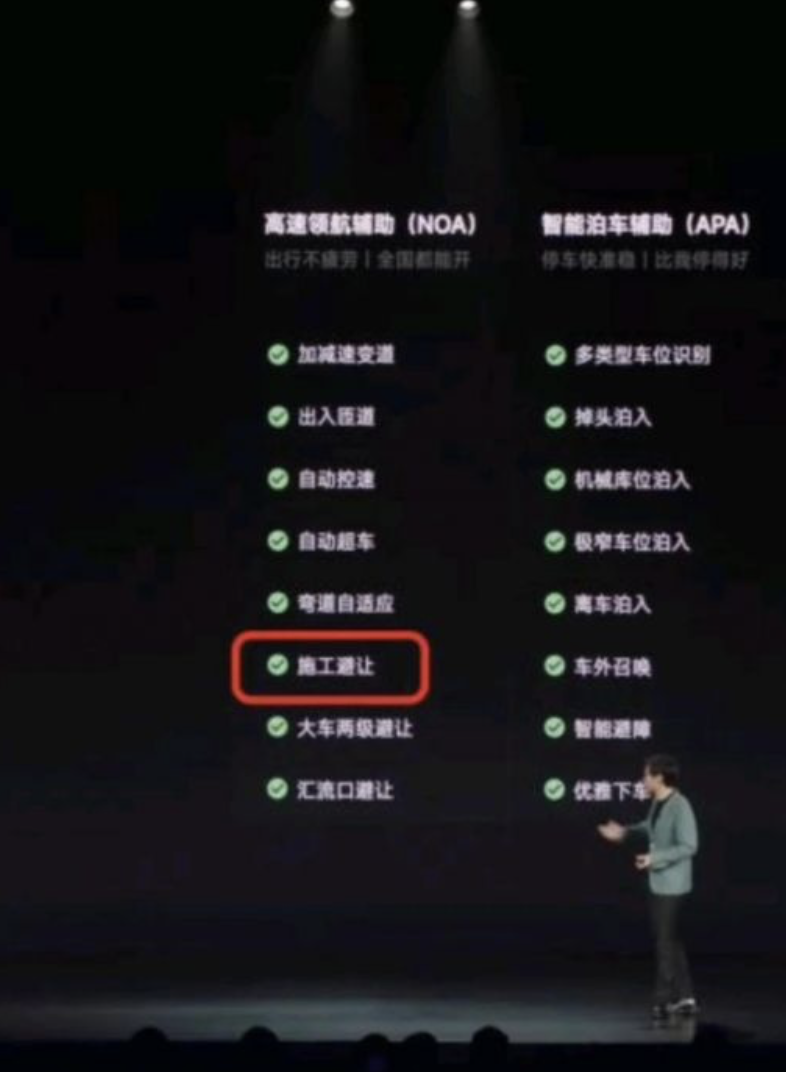 高速领航辅助（NOA）
出行不疲劳丨全国都能开
加减速变道
出入匝道
自动控速
自动超车
弯道自适应
施工避让
大车两级避让
汇流口避让
智能泊车辅助（APA）
停车快准稳丨比我停得好
多类型车位识别
掉头泊入
机械库位泊入
极窄车位泊入
离车泊入
车外召唤
智能避障
优雅下车